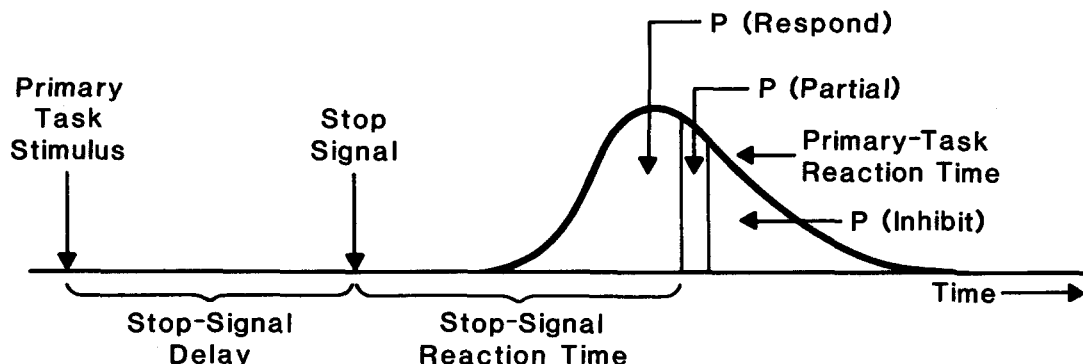 P (Respond)
P (Partial)
Primary
Task
Stimulus
Stop
Signal
Primary-Task
Reaction Time
P (Inhibit)
Time
Stop-Signal
Delay
Stop-Signal
Reaction Time